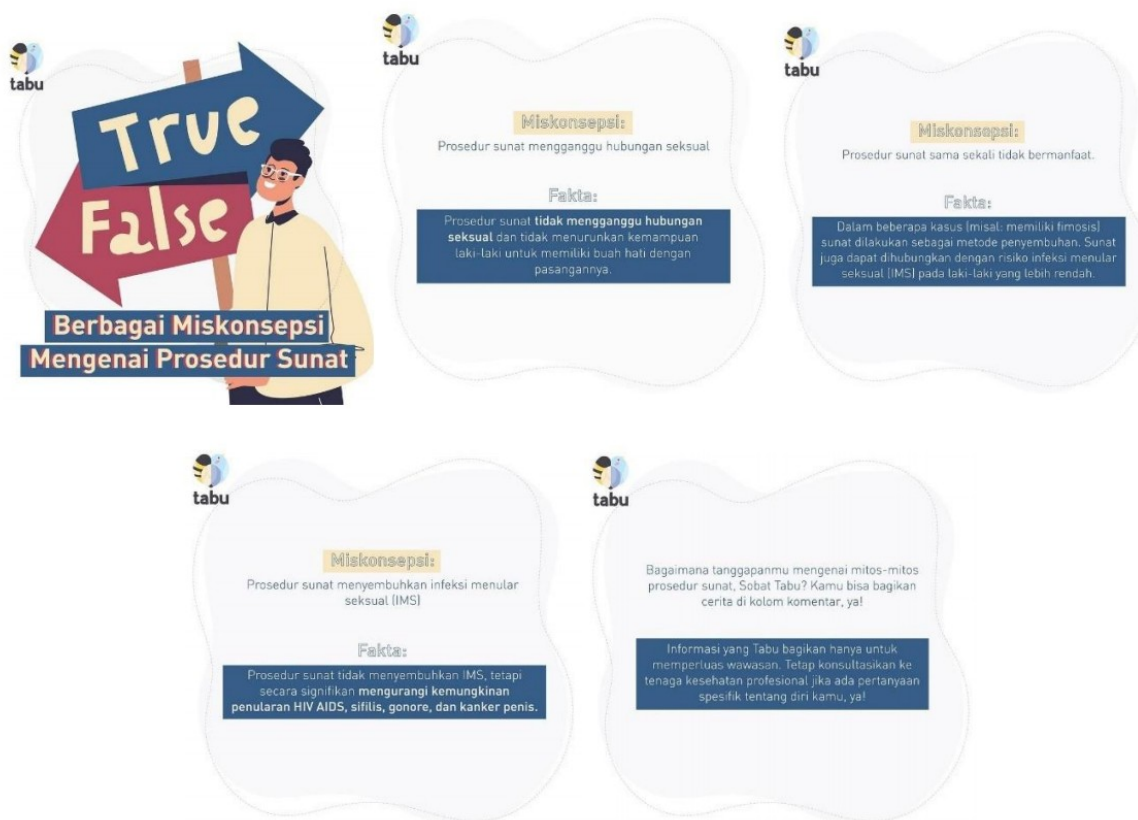 tabu
True
False
Berbagai Miskonsepsi
Mengenai Prosedur Sunat
tabu
Miskonsepsi:
Prosedur sunat mengganggu hubungan seksual
Fakta:
Prosedur sunat tidak mengganggu hubungan
seksual dan tidak menurunkan kemampuan
laki-laki untuk memiliki buah hati dengan
pasangannya.
tabu
Miskonsepsi:
Prosedur sunat sama sekali tidak bermanfaat.
Fakta:
Dalam beberapa kasus (misal: memiliki fimosis)
sunat dilakukan sebagai metode penyembuhan. Sunat
juga dapat dihubungkan dengan risiko infeksi menular
seksual (IMS) pada laki-laki yang lebih rendah.
tabu
Miskonsepsi:
Prosedur sunat menyembuhkan infeksi menular
seksual (IMS)
Fakta:
Prosedur sunat tidak menyembuhkan IMS, tetapi
secara signifikan mengurangi kemungkinan
penularan HIV AIDS, sifilis, gonore, dan kanker penis.
tabu
Bagaimana tanggapanmu mengenai mitos-mitos
prosedur sunat, Sobat Tabu? Kamu bisa bagikan
cerita di kolom komentar, ya!
Informasi yang Tabu bagikan hanya untuk
memperluas wawasan. Tetap konsultasikan ke
tenaga kesehatan profesional jika ada pertanyaan
spesifik tentang diri kamu, ya!